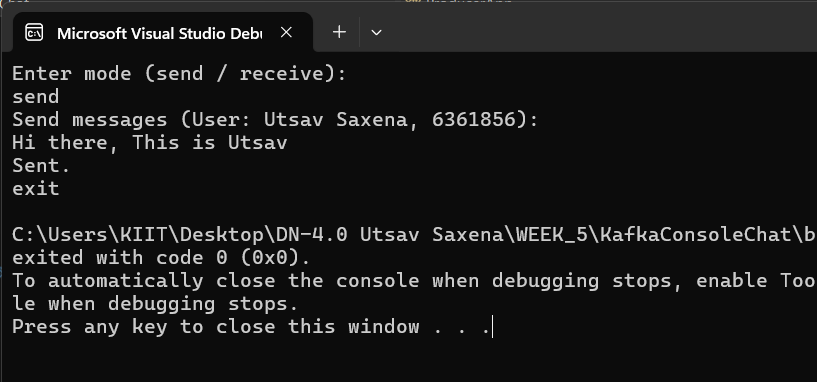 Microsoft Visual Studio Debu
Enter mode (send / receive):
send
Send messages (User: Utsav Saxena, 6361856):
Hi there, This is Utsav
Sent.
exit
C:\Users\KIIT\Desktop\DN-4.0 Utsav Saxena\WEEK_5\KafkaConsoleChat\b
exited with code 0 (0x0).
To automatically close the console when debugging stops, enable Too
le when debugging stops.
Press any key to close this window . . .